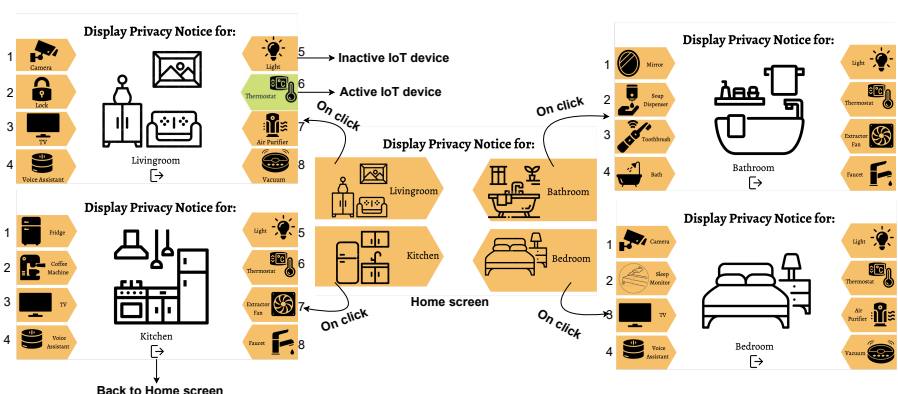 Display Privacy Notice for:
1
Camera
2
Lock
3
TV
4
Voice Assistant
5
Light
6
Thermostat
7
Air Purifier
8
Vacuum
Livingroom
Inactive IoT device
Active IoT device
On click
Display Privacy Notice for:
Livingroom
Bathroom
Kitchen
Bedroom
Home screen
On click
On click
On click
Display Privacy Notice for:
1
Mirror
2
Soap
Dispenser
3
Toothbrush
4
Bath
Light
Thermostat
Extractor
Fan
Faucet
Bathroom
Display Privacy Notice for:
1
Fridge
2
Coffee
Machine
3
TV
4
Voice
Assistant
Light
5
Thermostat
6
Extractor
Fan
7
Faucet
8
Kitchen
Back to Home screen
Display Privacy Notice for:
1
Camera
2
Sleep
Monitor
3
TV
4
Voice
Assistant
Light
Thermostat
Air
Purifier
Vacuum
Bedroom